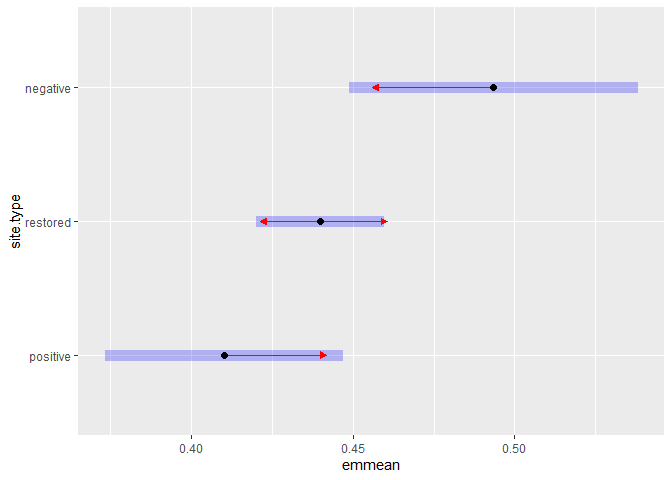 negative
restored
positive
site.type
0.40 0.45 0.50
emmean